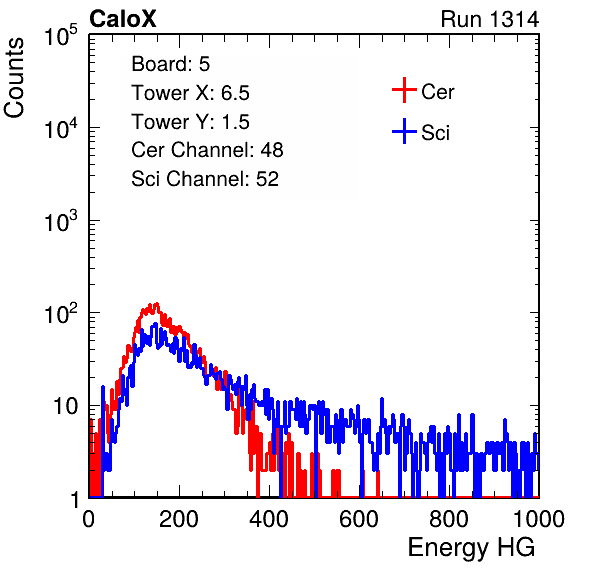 CaloX Run 1314
Counts
10^5
10^4
10^3
10^2
10
1
Board: 5
Tower X: 6.5
Tower Y: 1.5
Cer Channel: 48
Sci Channel: 52
Cer
Sci
0 200 400 600 800 1000
Energy HG